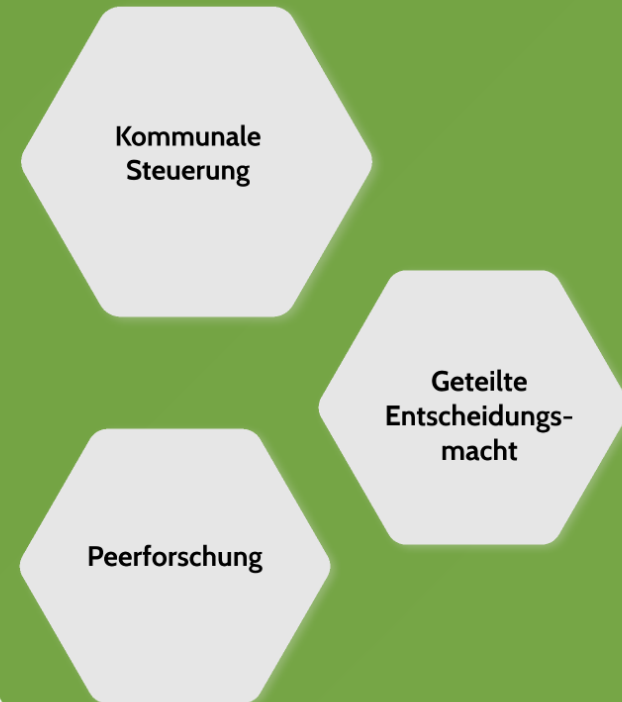 Kommunale
Steuerung
Geteilte
Entscheidungs-
macht
Peerforschung